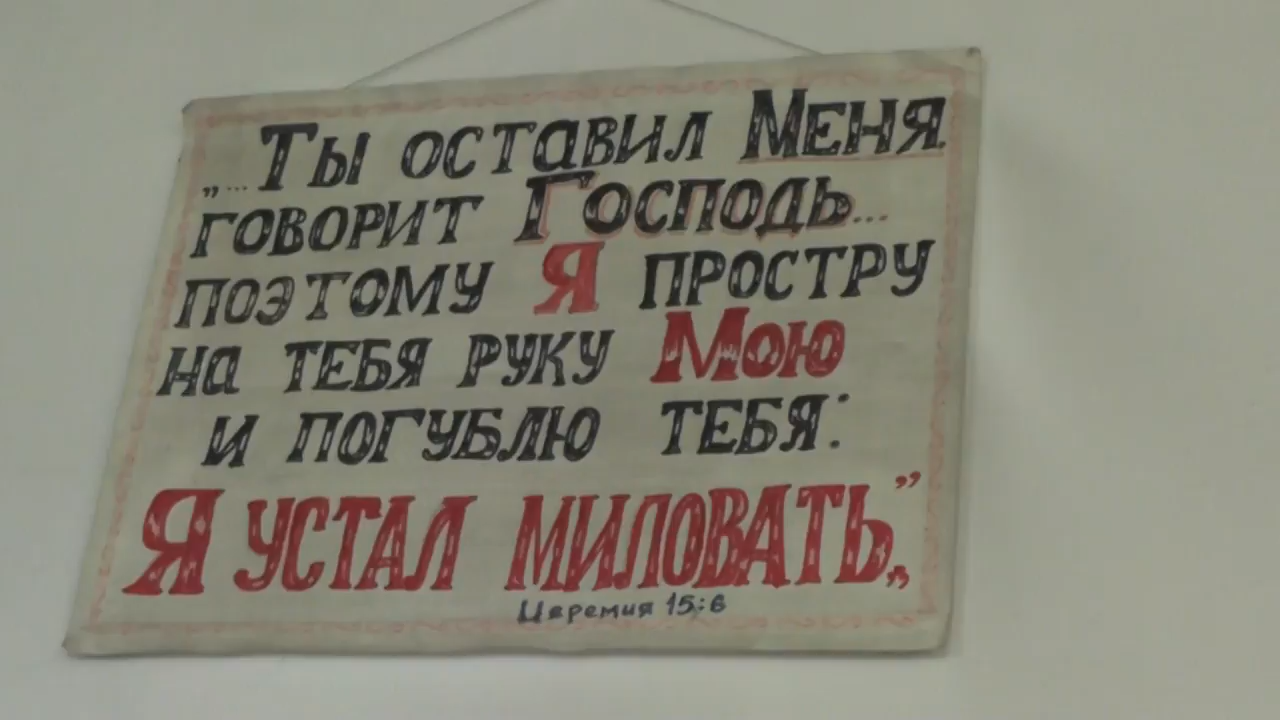 „...Ты оставил Меня
говорит Господь...
поэтому Я простру
на тебя руку Мою
и погублю тебя:
Я УСТАЛ МИЛОВАТЬ”„
Иеремия 15:6